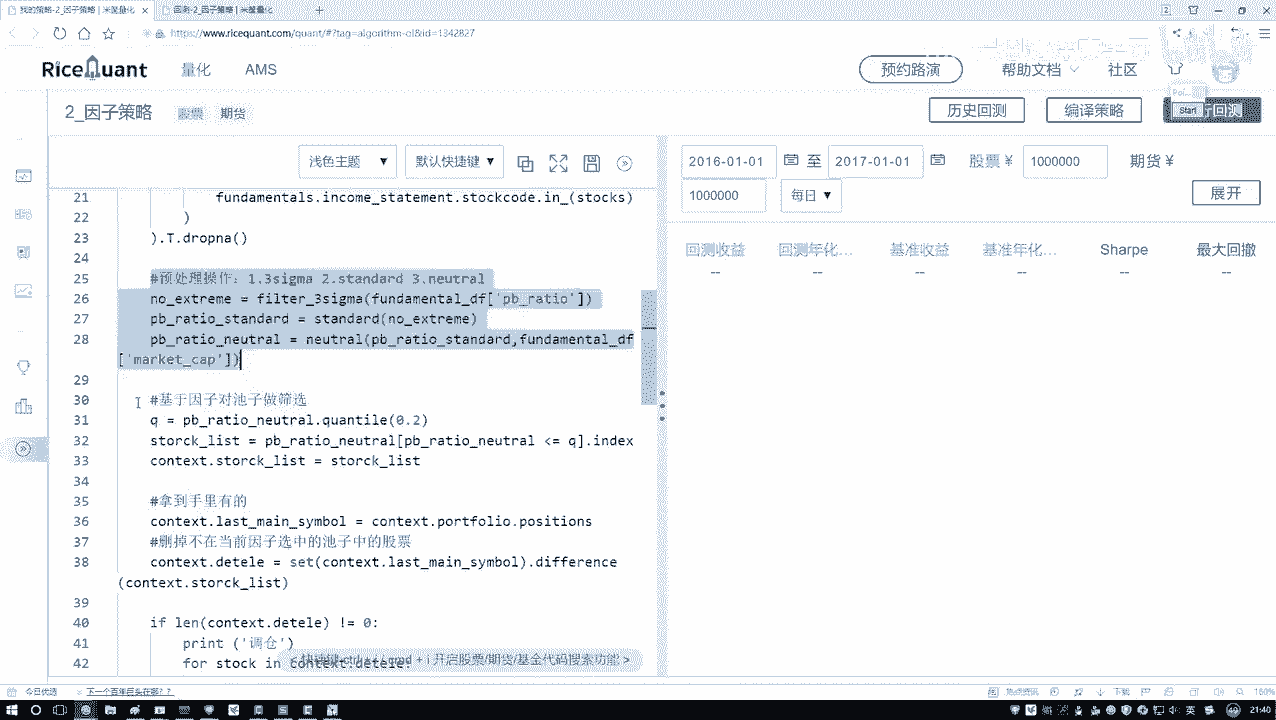 我的策略-2_因子策略 | 米筐量化
回测-2_因子策略 | 米筐量化
https://www.ricequant.com/quant/#?tag=algorithm-ol&id=1342827
RiceQuant 量化 AMS 预约路演 帮助文档 社区
2_因子策略 股票 期货 历史回测 编译策略
Start 回测
浅色主题 默认快捷键
2016-01-01 至 2017-01-01 股票 ¥ 1000000 期货 ¥
1000000 每日 展开
回测收益 回测年化... 基准收益 基准年化... Sharpe 最大回撤
-- -- -- -- -- --
21 fundamentals.income_statement.stockcode.in_(stocks)
22 )
23 ).T.dropna()
24
25 #预处理操作：1.3sigma 2.standard 3.neutral
26 no_extreme = filter_3sigma(fundamental_df['pb_ratio'])
27 pb_ratio_standard = standard(no_extreme)
28 pb_ratio_neutral = neutral(pb_ratio_standard,fundamental_df
['market_cap'])
29
30 #基于因子对池子做筛选
31 q = pb_ratio_neutral.quantile(0.2)
32 storck_list = pb_ratio_neutral[pb_ratio_neutral <= q].index
33 context.storck_list = storck_list
34
35 #拿到手里有的
36 context.last_main_symbol = context.portfolio.positions
37 #删掉不在当前因子选中的池子中的股票
38 context.detele = set(context.last_main_symbol).difference
(context.storck_list)
39
40 if len(context.detele) != 0:
41 print ('调仓')
42 for stock in context.detele:
+ i 开启股票/期货/基金代码搜索功能 >
今日优选 下一个百年巨头在哪？？ 热点资讯 下载 160%
英 21:40